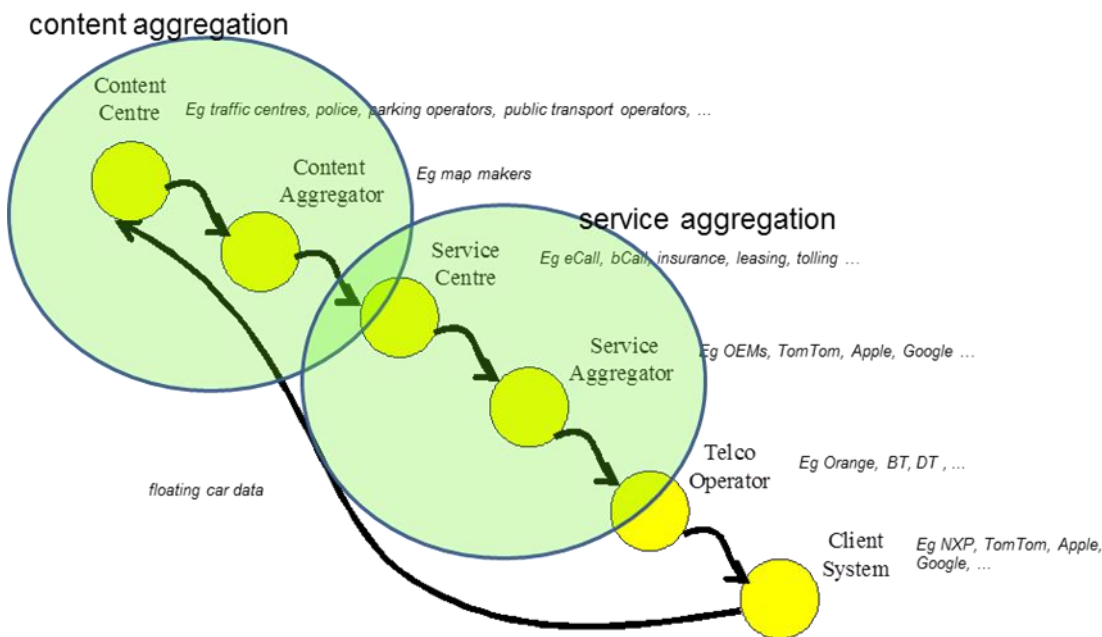 content aggregation
Content
Centre
Eg traffic centres, police, parking operators, public transport operators, ...
Content
Aggregator
Eg map makers
service aggregation
Service
Centre
Eg eCall, bCall, insurance, leasing, tolling ...
Service
Aggregator
Eg OEMs, TomTom, Apple, Google ...
Telco
Operator
Eg Orange, BT, DT , ...
floating car data
Client
System
Eg NXP, TomTom, Apple,
Google, ...